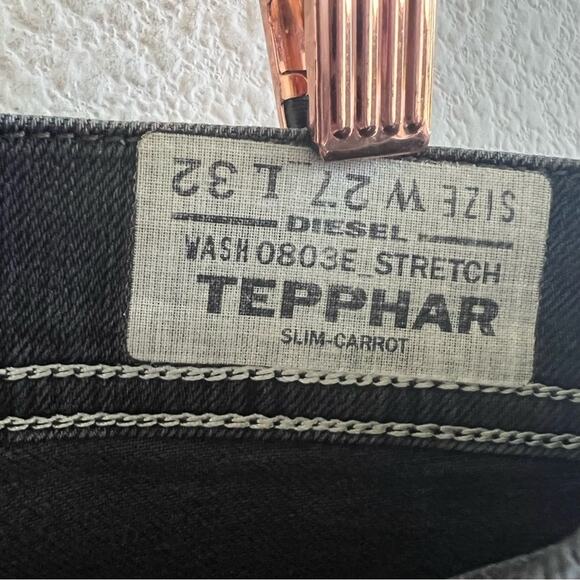 SIZE W 27 L 32
DIESEL
WASH 0803E_STRETCH
TEPPHAR
SLIM-CARROT